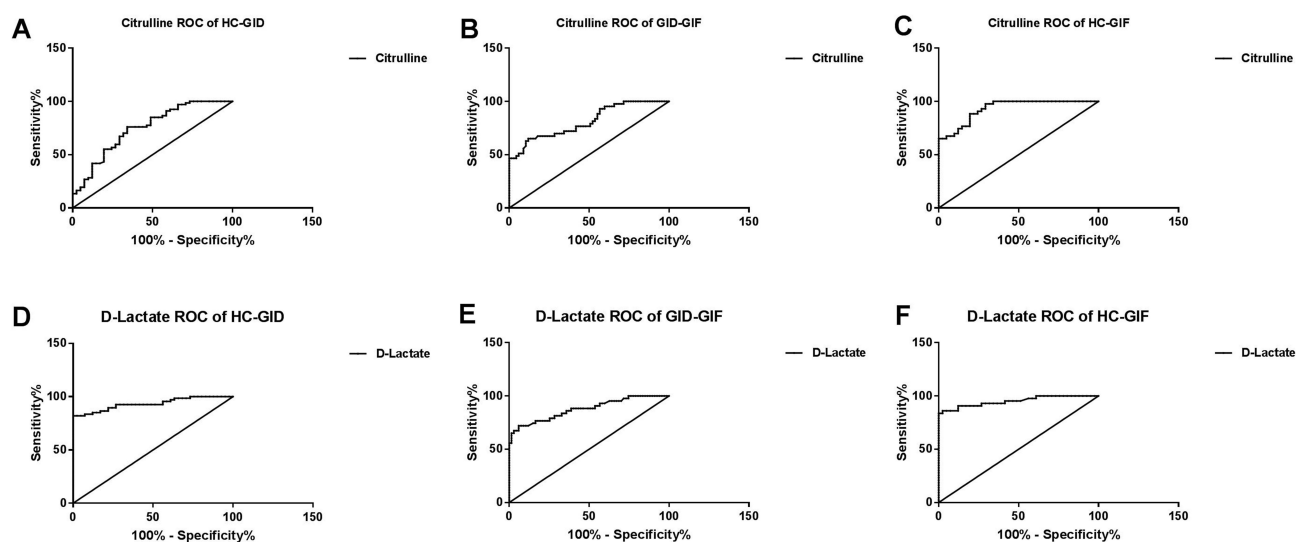 A
Citrulline ROC of HC-GID
150
100
50
0
0
50
100
150
Sensitivity%
100% - Specificity%
Citrulline
B
Citrulline ROC of GID-GIF
150
100
50
0
0
50
100
150
Sensitivity%
100% - Specificity%
Citrulline
C
Citrulline ROC of HC-GIF
150
100
50
0
0
50
100
150
Sensitivity%
100% - Specificity%
Citrulline
D
D-Lactate ROC of HC-GID
150
100
50
0
0
50
100
150
Sensitivity%
100% - Specificity%
D-Lactate
E
D-Lactate ROC of GID-GIF
150
100
50
0
0
50
100
150
Sensitivity%
100% - Specificity%
D-Lactate
F
D-Lactate ROC of HC-GIF
150
100
50
0
0
50
100
150
Sensitivity%
100% - Specificity%
D-Lactate